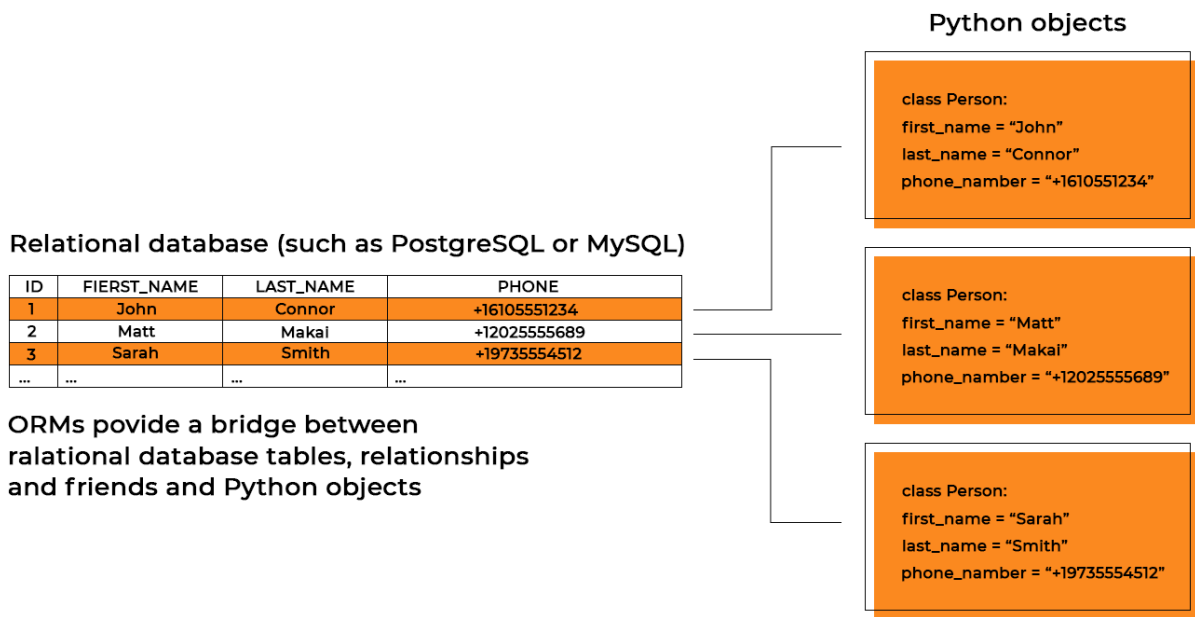 Python objects
class Person:
first_name = “John”
last_name = “Connor”
phone_namber = “+1610551234”
Relational database (such as PostgreSQL or MySQL)
ID FIERST_NAME LAST_NAME PHONE
1 John Connor +16105551234
2 Matt Makai +12025555689
3 Sarah Smith +19735554512
... ... ... ...
ORMs povide a bridge between
ralational database tables, relationships
and friends and Python objects
class Person:
first_name = “Matt”
last_name = “Makai”
phone_namber = “+12025555689”
class Person:
first_name = “Sarah”
last_name = “Smith”
phone_namber = “+19735554512”